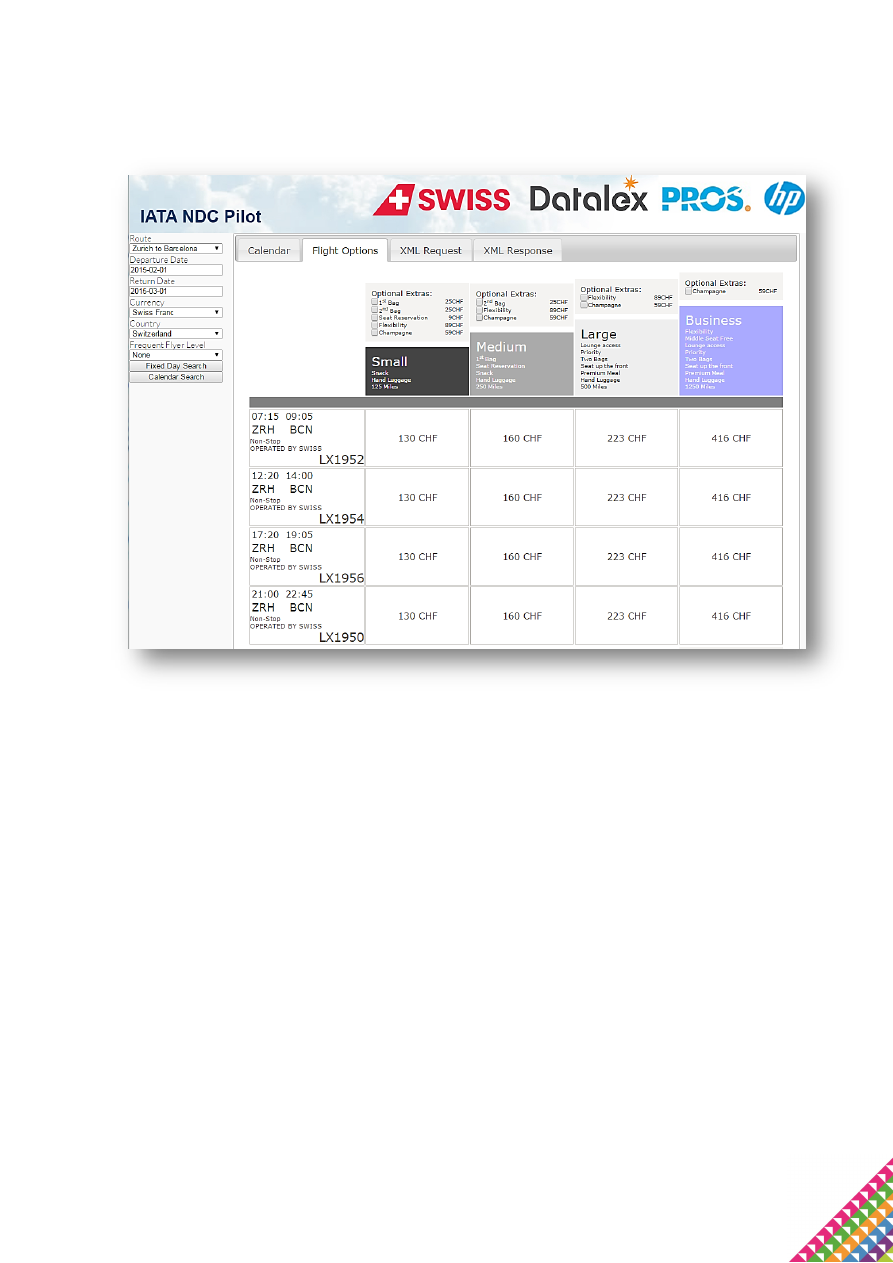 SWISS Datalex PROS. hp
IATA NDC Pilot
Route
Zurich to Barcelona
Departure Date
2015-02-01
Return Date
2015-03-01
Currency
Swiss Franc
Country
Switzerland
Frequent Flyer Level
None
Fixed Day Search
Calendar Search
Calendar Flight Options XML Request XML Response
Optional Extras:
1st Bag 25CHF
2nd Bag 25CHF
Seat Reservation 9CHF
Flexibility 89CHF
Champagne 59CHF
Small
Snack
Hand Luggage
125 Miles
Optional Extras:
2nd Bag 25CHF
Flexibility 89CHF
Champagne 59CHF
Medium
1st Bag
Seat Reservation
Snack
Hand Luggage
250 Miles
Optional Extras:
Flexibility 89CHF
Champagne 59CHF
Large
Lounge access
Priority
Two Bags
Seat up the front
Premium Meal
Hand Luggage
500 Miles
Optional Extras:
Champagne 59CHF
Business
Flexibility
Middle Seat Free
Lounge access
Priority
Two Bags
Seat up the front
Premium Meal
Hand Luggage
1250 Miles
07:15 09:05
ZRH BCN
Non-Stop
OPERATED BY SWISS
LX1952
130 CHF 160 CHF 223 CHF 416 CHF
12:20 14:00
ZRH BCN
Non-Stop
OPERATED BY SWISS
LX1954
130 CHF 160 CHF 223 CHF 416 CHF
17:20 19:05
ZRH BCN
Non-Stop
OPERATED BY SWISS
LX1956
130 CHF 160 CHF 223 CHF 416 CHF
21:00 22:45
ZRH BCN
Non-Stop
OPERATED BY SWISS
LX1950
130 CHF 160 CHF 223 CHF 416 CHF